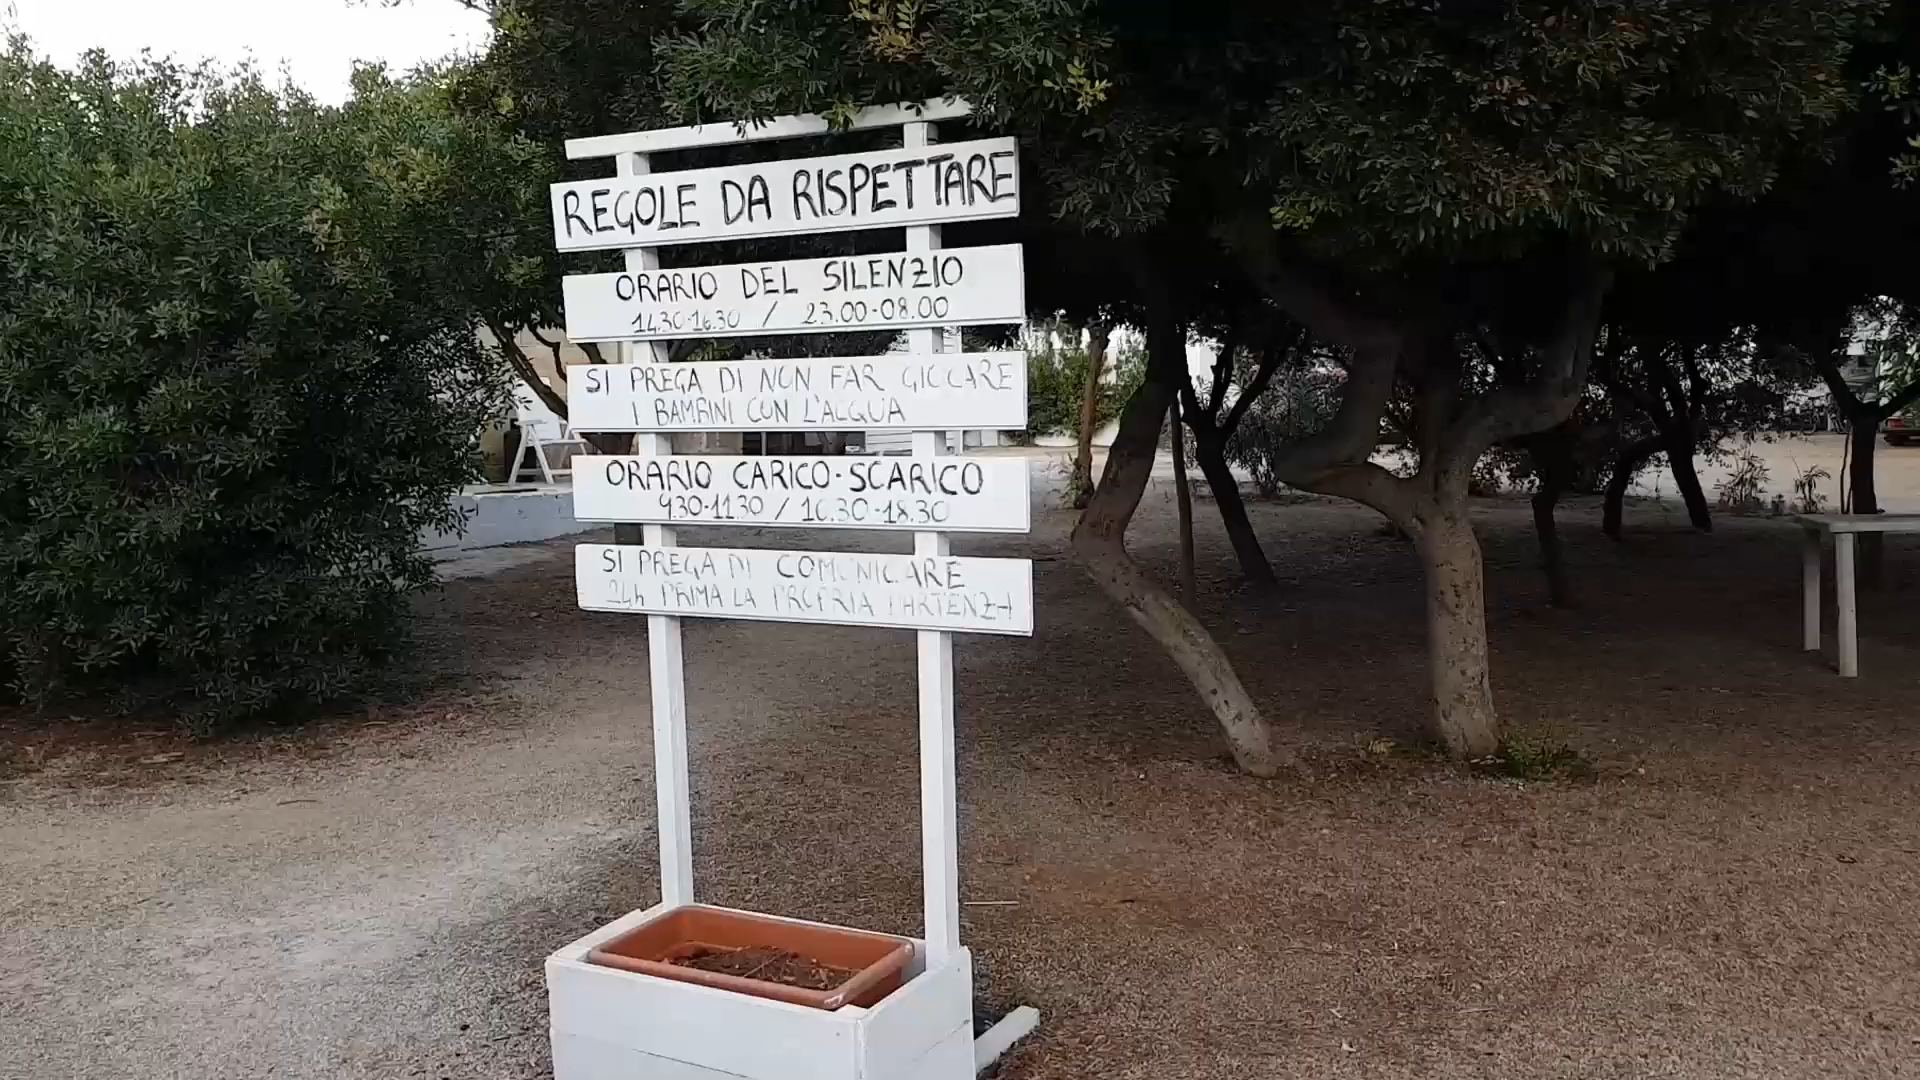 REGOLE DA RISPETTARE
ORARIO DEL SILENZIO
14.30-16.30 / 23.00-08.00
SI PREGA DI NON FAR GIOCARE
I BAMBINI CON L'ACQUA
ORARIO CARICO-SCARICO
9.30-11.30 / 16.30-18.30
SI PREGA DI COMUNICARE
24h PRIMA LA PROPRIA PARTENZA